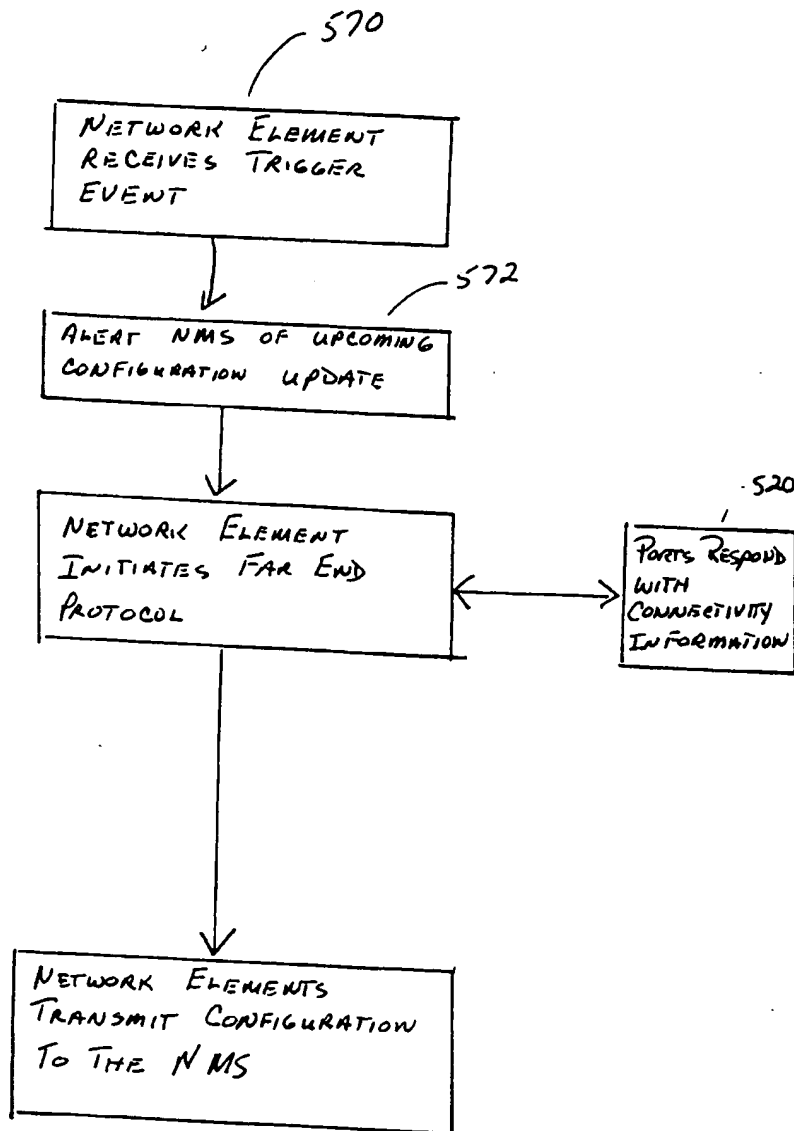 570
NETWORK ELEMENT
RECEIVES TRIGGER
EVENT
572
ALERT NMS OF UPCOMING
CONFIGURATION UPDATE
NETWORK ELEMENT
INITIATES FAR END
PROTOCOL
520
PORTS RESPOND
WITH
CONNECTIVITY
INFORMATION
NETWORK ELEMENTS
TRANSMIT CONFIGURATION
TO THE NMS